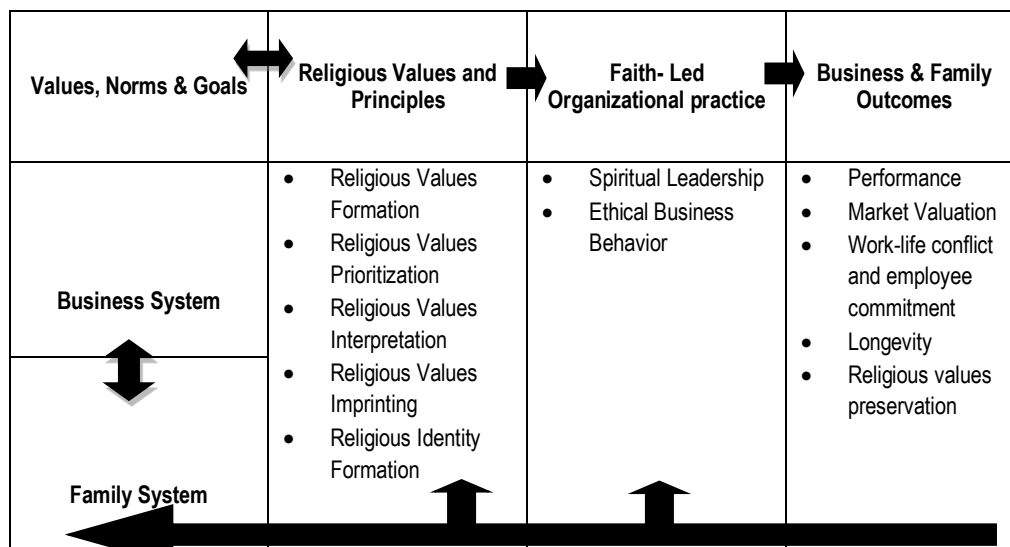 Values, Norms & Goals
Religious Values and
Principles
Faith- Led
Organizational practice
Business & Family
Outcomes
Business System
Family System
• Religious Values
Formation
• Religious Values
Prioritization
• Religious Values
Interpretation
• Religious Values
Imprinting
• Religious Identity
Formation
• Spiritual Leadership
• Ethical Business
Behavior
• Performance
• Market Valuation
• Work-life conflict
and employee
commitment
• Longevity
• Religious values
preservation